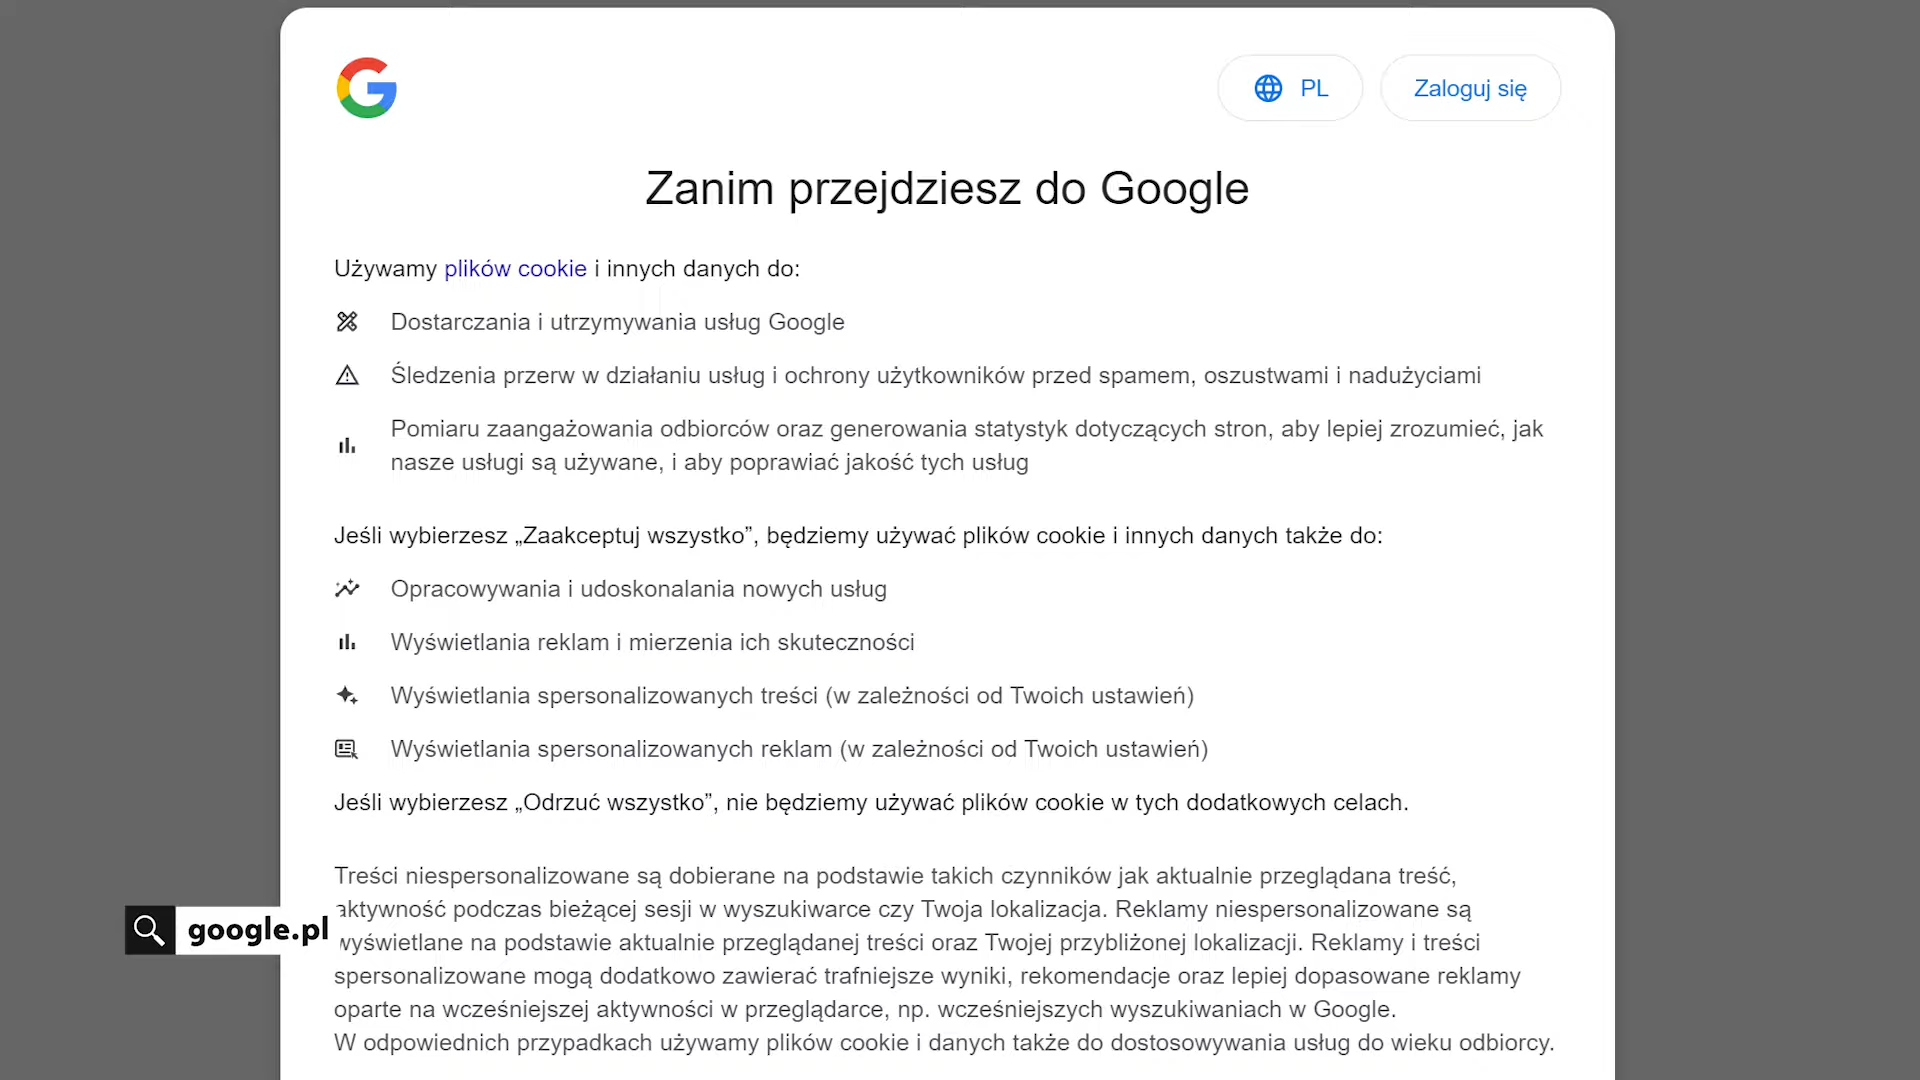 PL
Zaloguj się
Zanim przejdziesz do Google
Używamy plików cookie i innych danych do:
Dostarczania i utrzymywania usług Google
Śledzenia przerw w działaniu usług i ochrony użytkowników przed spamem, oszustwami i nadużyciami
Pomiaru zaangażowania odbiorców oraz generowania statystyk dotyczących stron, aby lepiej zrozumieć, jak
nasze usługi są używane, i aby poprawiać jakość tych usług
Jeśli wybierzesz „Zaakceptuj wszystko”, będziemy używać plików cookie i innych danych także do:
Opracowywania i udoskonalania nowych usług
Wyświetlania reklam i mierzenia ich skuteczności
Wyświetlania spersonalizowanych treści (w zależności od Twoich ustawień)
Wyświetlania spersonalizowanych reklam (w zależności od Twoich ustawień)
Jeśli wybierzesz „Odrzuć wszystko”, nie będziemy używać plików cookie w tych dodatkowych celach.
Treści niespersonalizowane są dobierane na podstawie takich czynników jak aktualnie przeglądana treść,
aktywność podczas bieżącej sesji w wyszukiwarce czy Twoja lokalizacja. Reklamy niespersonalizowane są
wyświetlane na podstawie aktualnie przeglądanej treści oraz Twojej przybliżonej lokalizacji. Reklamy i treści
spersonalizowane mogą dodatkowo zawierać trafniejsze wyniki, rekomendacje oraz lepiej dopasowane reklamy
oparte na wcześniejszej aktywności w przeglądarce, np. wcześniejszych wyszukiwaniach w Google.
W odpowiednich przypadkach używamy plików cookie i danych także do dostosowywania usług do wieku odbiorcy.
google.pl